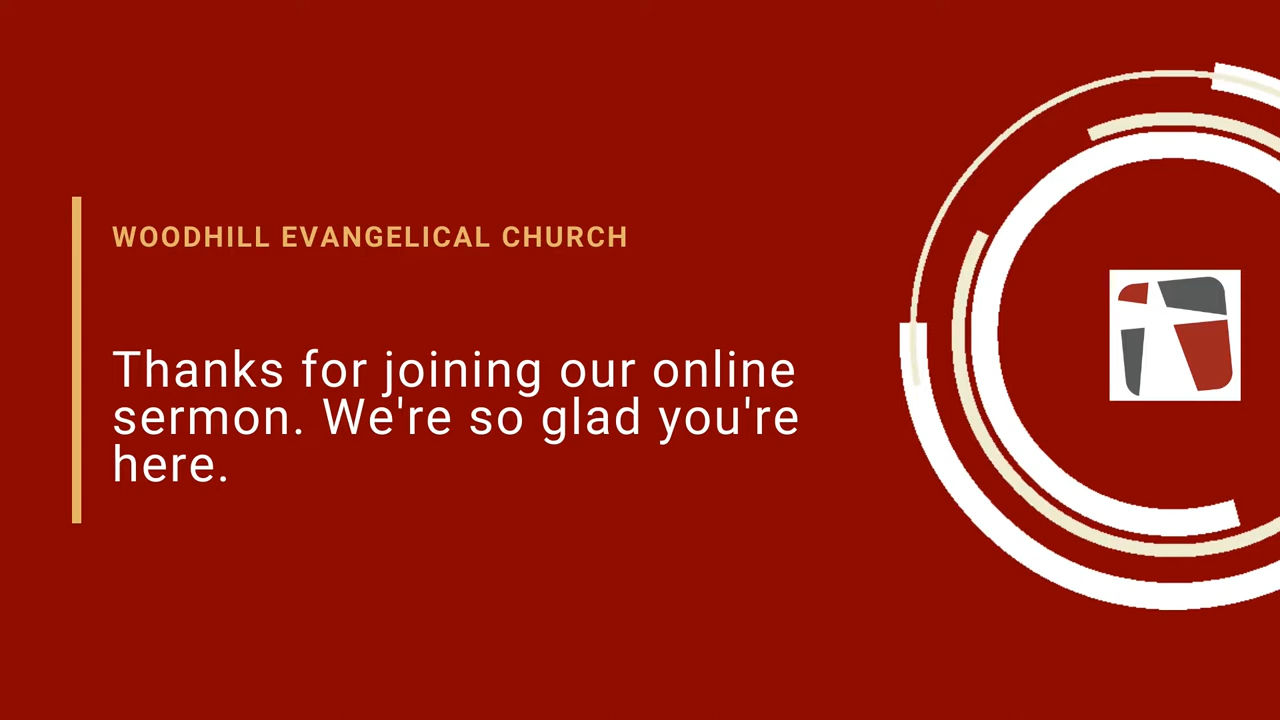 WOODHILL EVANGELICAL CHURCH
Thanks for joining our online
sermon. We're so glad you're
here.